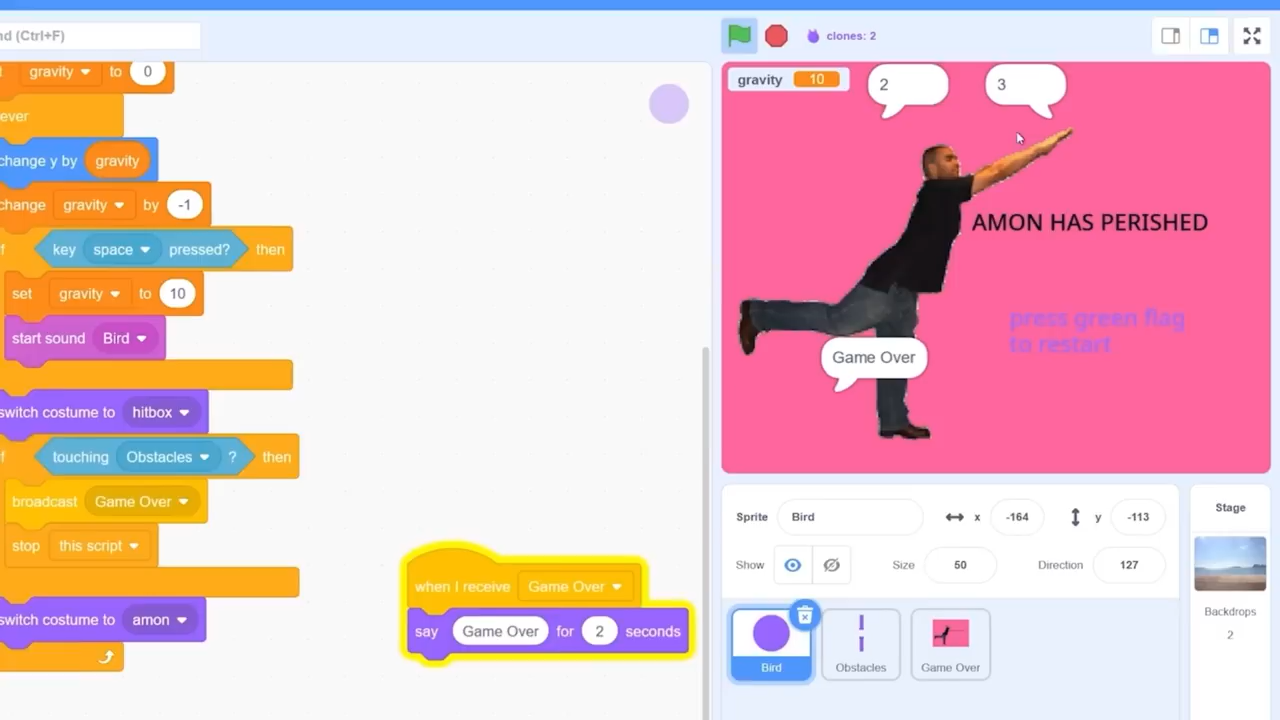 nd (Ctrl+F)
clones: 2
gravity to 0
ever
change y by gravity
change gravity by -1
f key space pressed? then
set gravity to 10
start sound Bird
switch costume to hitbox
f touching Obstacles ? then
broadcast Game Over
stop this script
switch costume to amon
when I receive Game Over
say Game Over for 2 seconds
gravity 10
2
3
AMON HAS PERISHED
press green flag
to restart
Game Over
Sprite Bird x -164 y -113
Show Size 50 Direction 127
Bird
Obstacles
Game Over
Stage
Backdrops
2